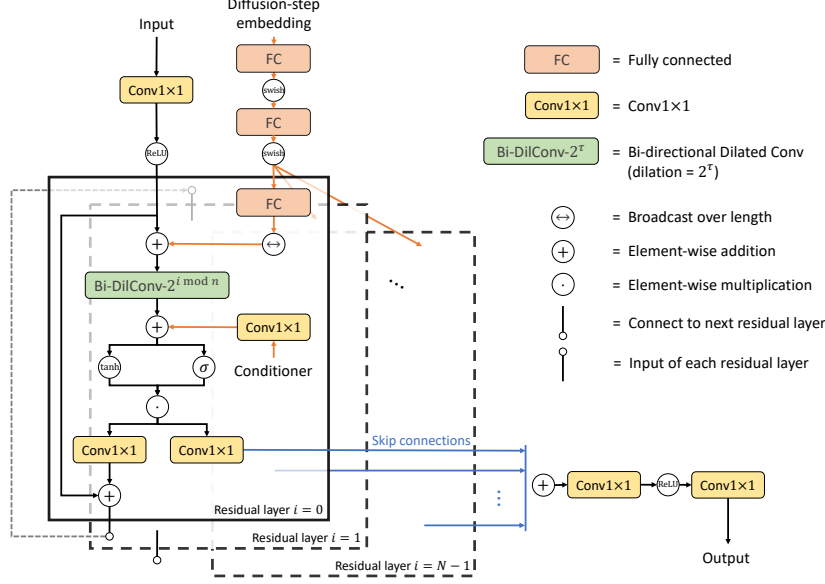 Diffusion-step
embedding
Input
FC
swish
Conv1×1
FC
ReLU
swish
FC
↔
+
Bi-DilConv-2^{i mod n}
+
Conv1×1
Conditioner
tanh
σ
·
Conv1×1
Conv1×1
+
Residual layer i = 0
Residual layer i = 1
Residual layer i = N − 1
Skip connections
+
Conv1×1
ReLU
Conv1×1
Output
FC = Fully connected
Conv1×1 = Conv1×1
Bi-DilConv-2^τ = Bi-directional Dilated Conv
(dilation = 2^τ)
↔ = Broadcast over length
+ = Element-wise addition
· = Element-wise multiplication
= Connect to next residual layer
= Input of each residual layer